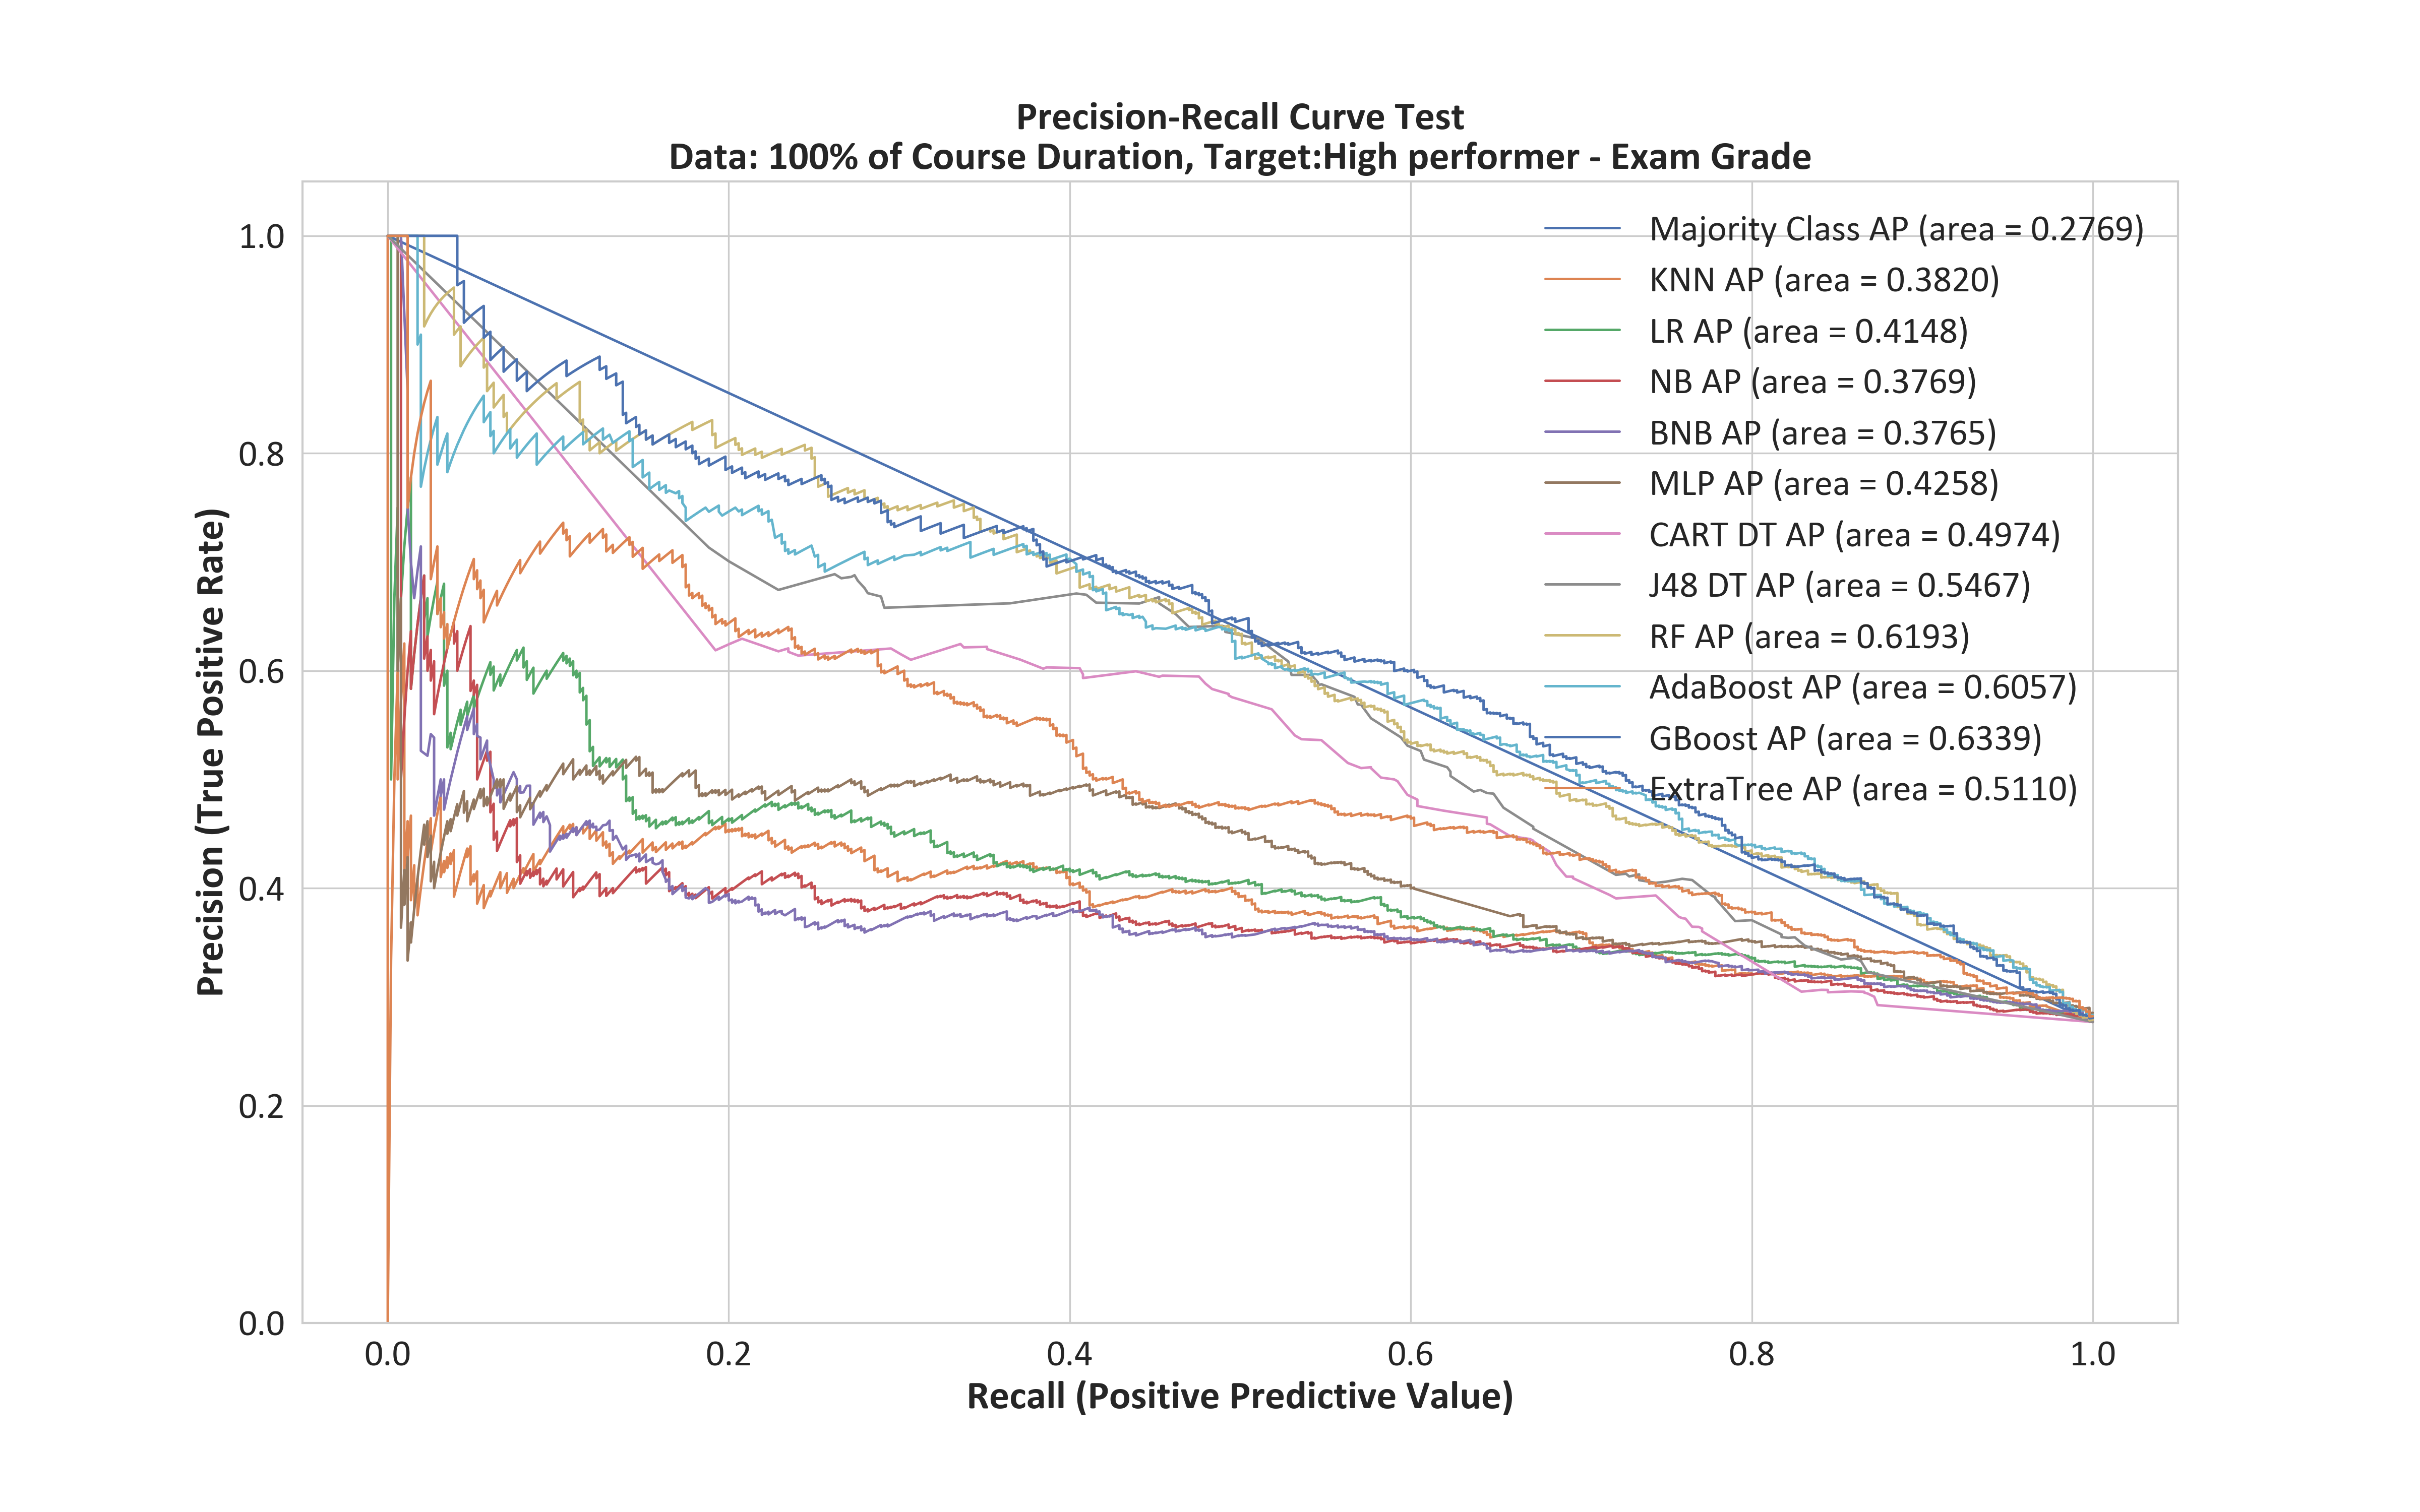 Precision-Recall Curve Test
Data: 100% of Course Duration, Target:High performer - Exam Grade
Majority Class AP (area = 0.2769)
KNN AP (area = 0.3820)
LR AP (area = 0.4148)
NB AP (area = 0.3769)
BNB AP (area = 0.3765)
MLP AP (area = 0.4258)
CART DT AP (area = 0.4974)
J48 DT AP (area = 0.5467)
RF AP (area = 0.6193)
AdaBoost AP (area = 0.6057)
GBoost AP (area = 0.6339)
ExtraTree AP (area = 0.5110)
Precision (True Positive Rate)
1.0
0.8
0.6
0.4
0.2
0.0
0.0 0.2 0.4 0.6 0.8 1.0
Recall (Positive Predictive Value)